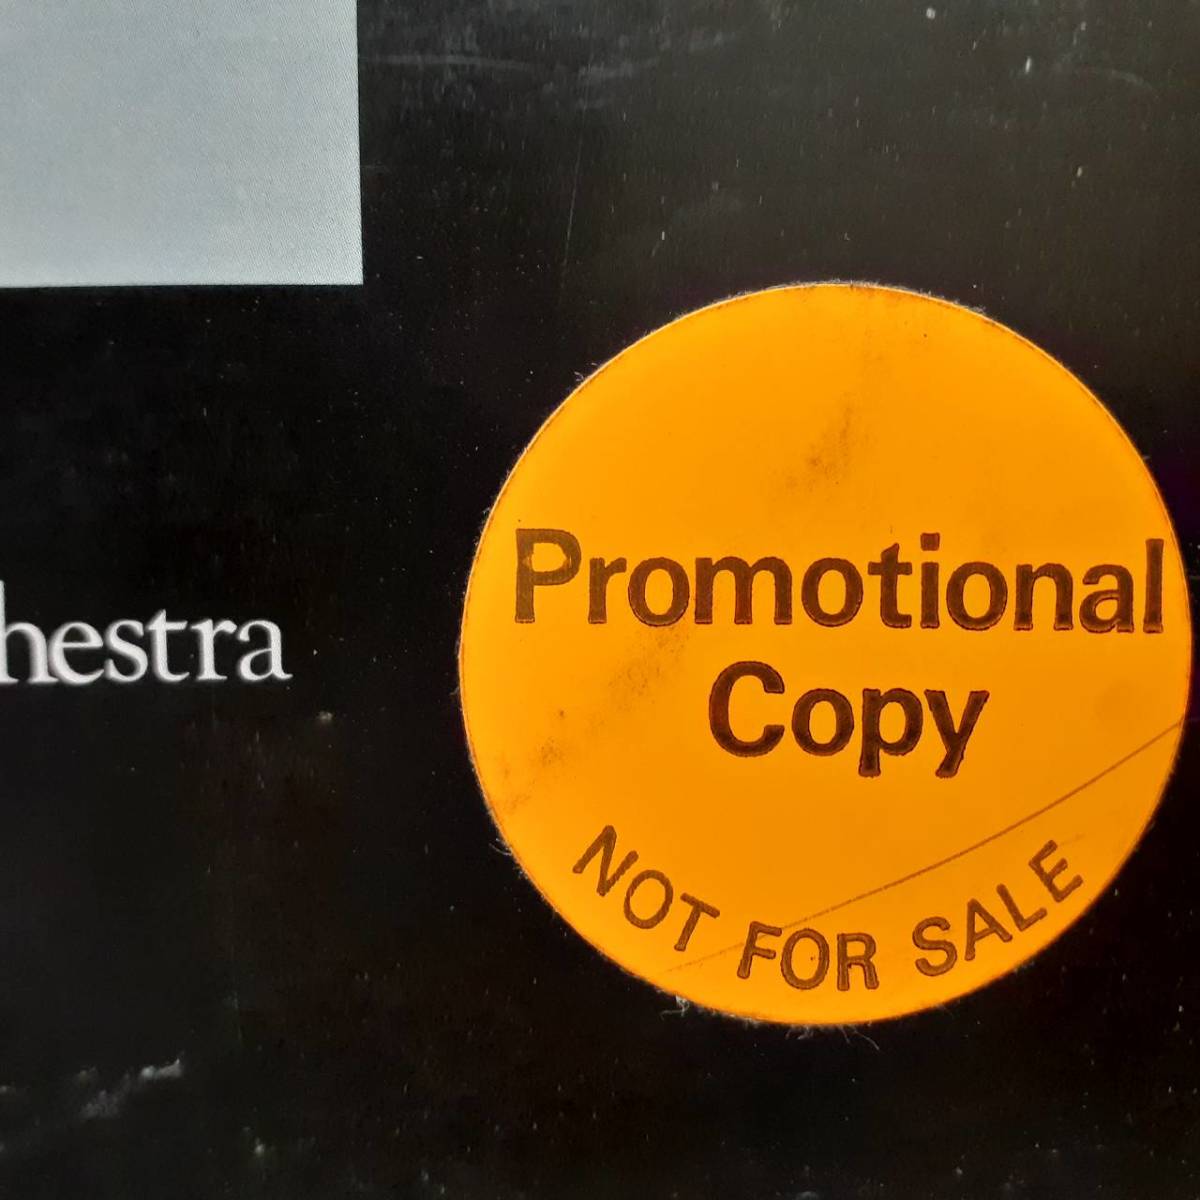 hestra
Promotional
Copy
NOT FOR SALE